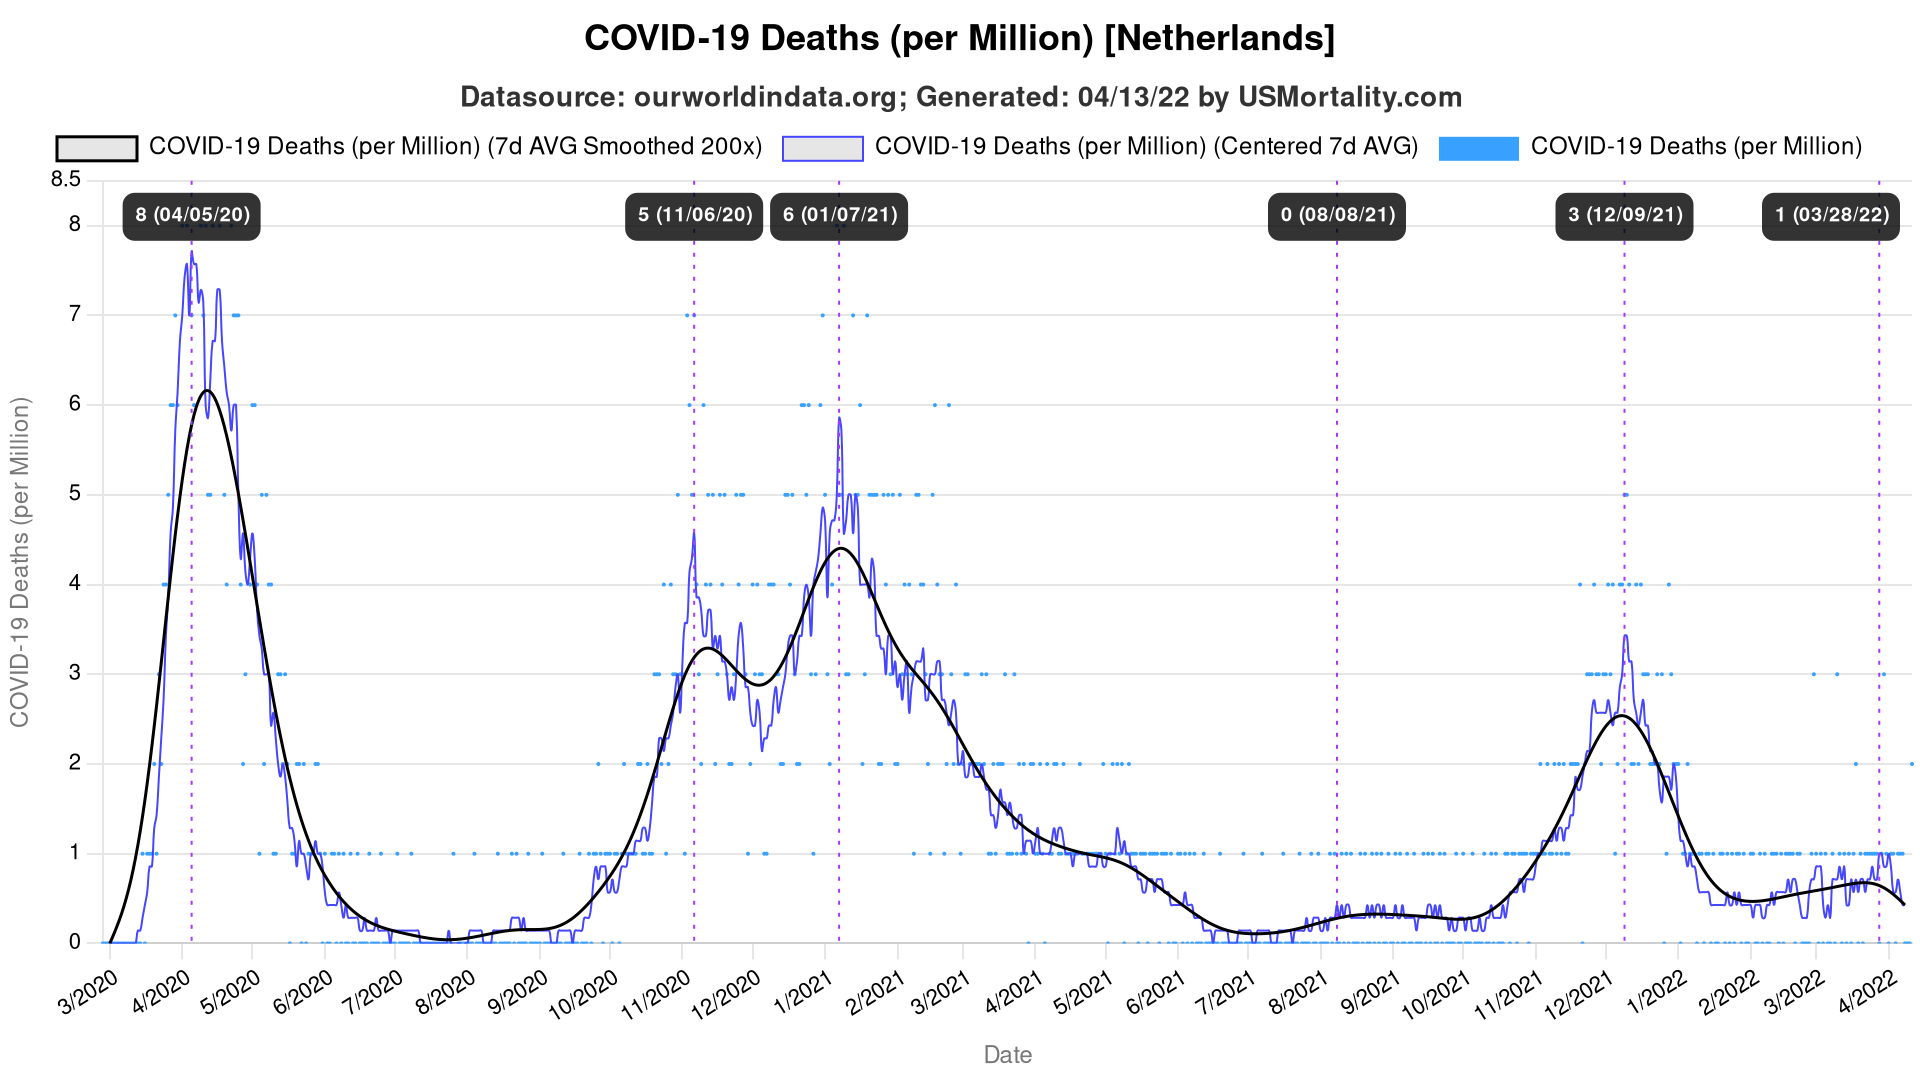 COVID-19 Deaths (per Million) [Netherlands]
Datasource: ourworldindata.org; Generated: 04/13/22 by USMortality.com
COVID-19 Deaths (per Million) (7d AVG Smoothed 200x) COVID-19 Deaths (per Million) (Centered 7d AVG) COVID-19 Deaths (per Million)
8.5
8 (04/05/20) 5 (11/06/20) 6 (01/07/21) 0 (08/08/21) 3 (12/09/21) 1 (03/28/22)
8
7
6
5
4
3
2
1
0
COVID-19 Deaths (per Million)
3/2020 4/2020 5/2020 6/2020 7/2020 8/2020 9/2020 10/2020 11/2020 12/2020 1/2021 2/2021 3/2021 4/2021 5/2021 6/2021 7/2021 8/2021 9/2021 10/2021 11/2021 12/2021 1/2022 2/2022 3/2022 4/2022
Date